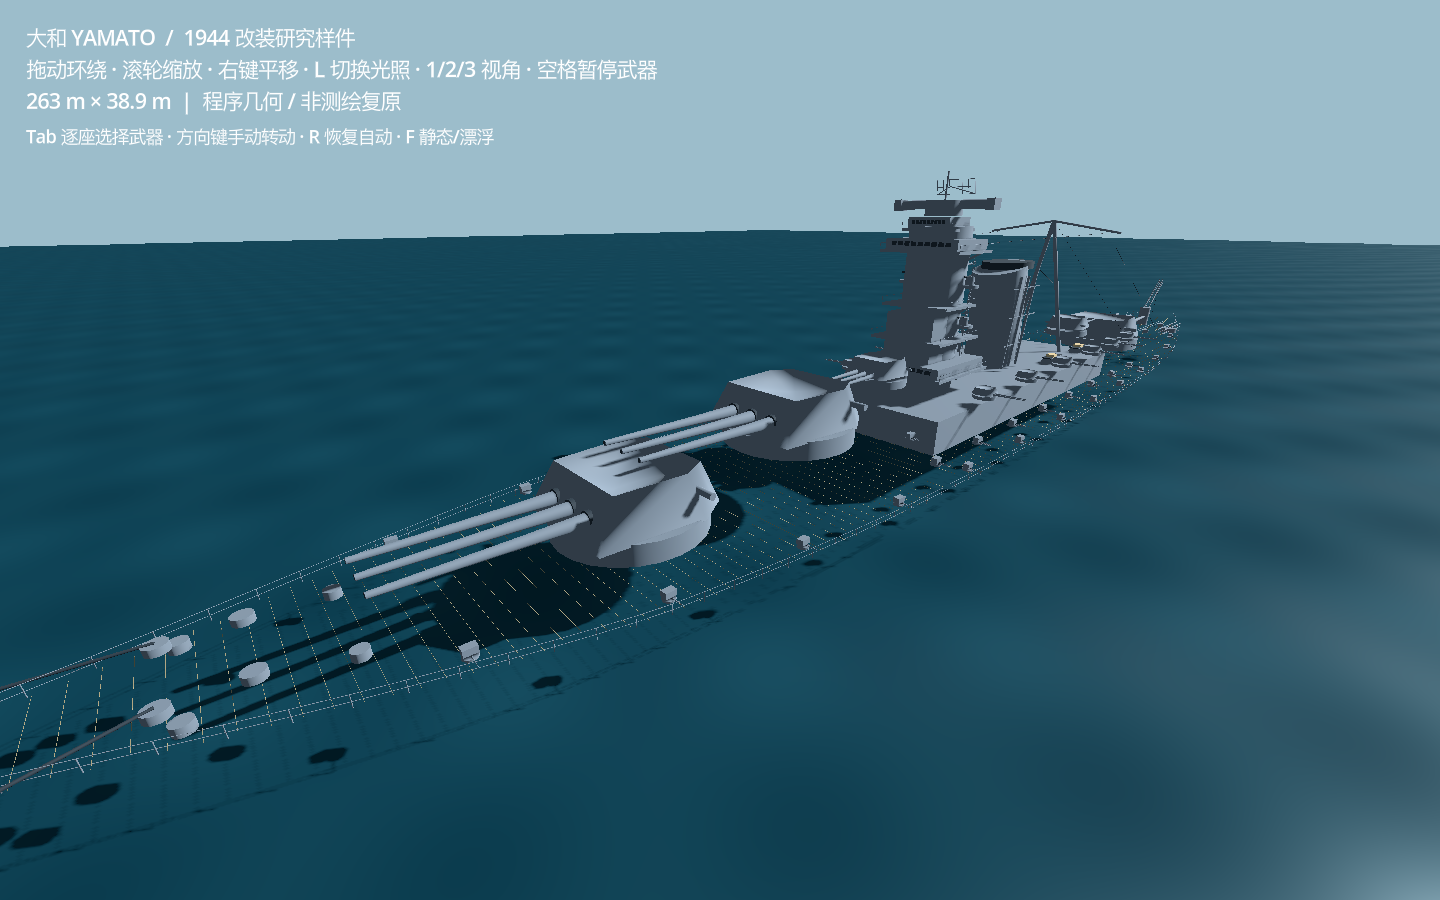 大和 YAMATO / 1944 改装研究样件
拖动环绕 · 滚轮缩放 · 右键平移 · L 切换光照 · 1/2/3 视角 · 空格暂停武器
263 m × 38.9 m | 程序几何 / 非测绘复原
Tab 逐座选择武器 · 方向键手动转动 · R 恢复自动 · F 静态/漂浮